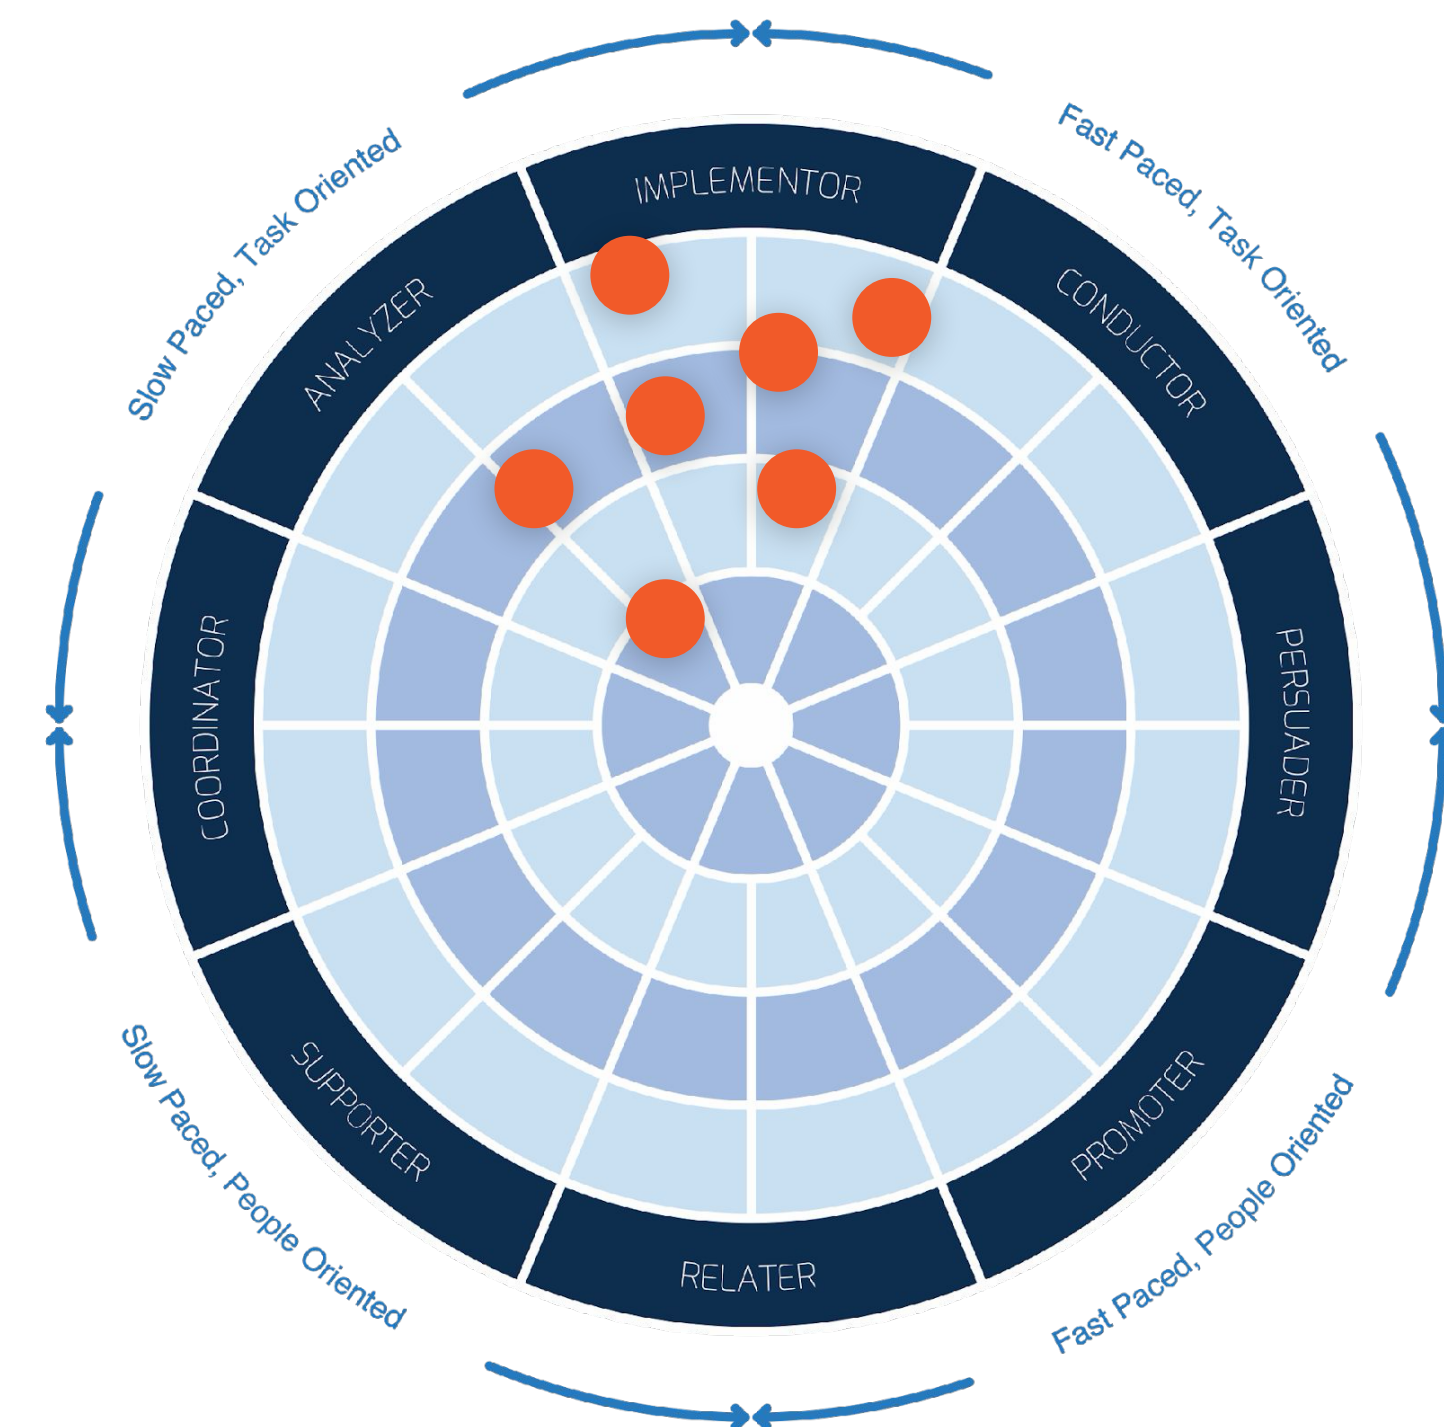 Slow Paced, Task Oriented
Fast Paced, Task Oriented
IMPLEMENTOR
ANALYZER
CONDUCTOR
COORDINATOR
PERSUADER
SUPPORTER
PROMOTER
RELATER
Slow Paced, People Oriented
Fast Paced, People Oriented